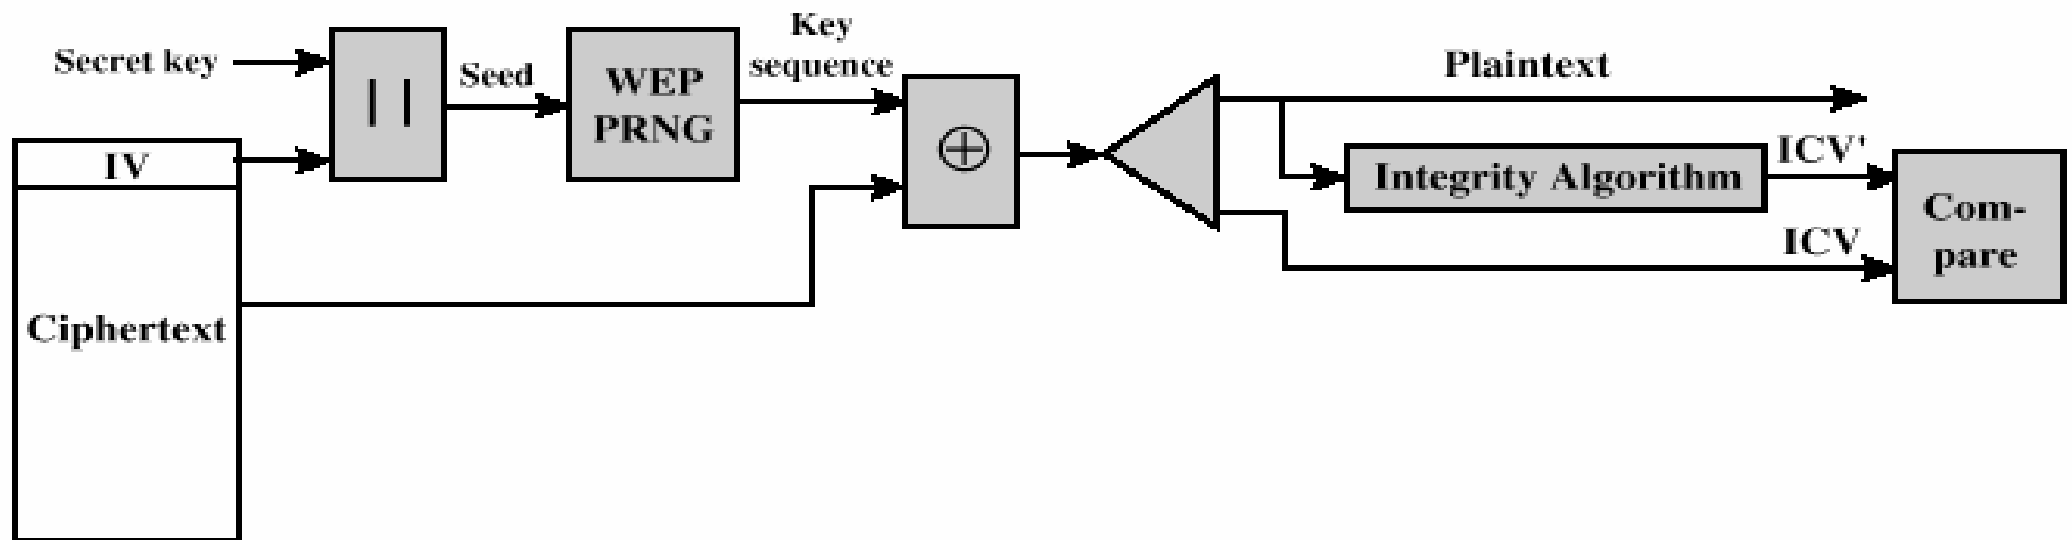 Secret key
IV
Ciphertext
||
Seed
WEP
PRNG
Key
sequence
⊕
Plaintext
Integrity Algorithm
ICV'
ICV
Com-
pare